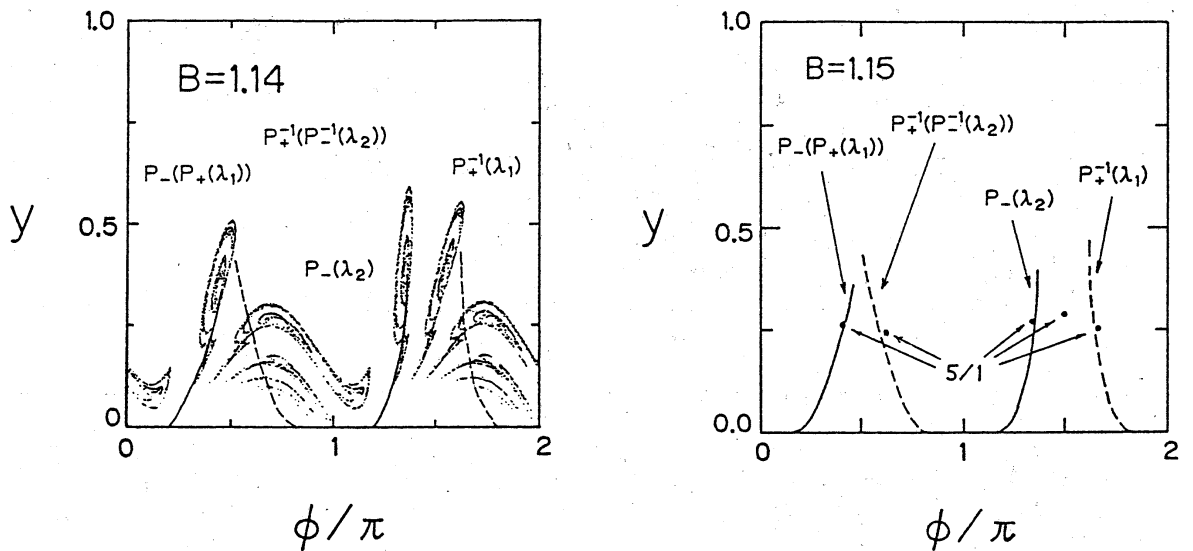 1.0
B=1.14
P₊⁻¹(P₋⁻¹(λ₂))
P₋(P₊(λ₁))
P₊⁻¹(λ₁)
y
0.5
P₋(λ₂)
0
0
1
2
ϕ/π
1.0
B=1.15
P₊⁻¹(P₋⁻¹(λ₂))
P₋(P₊(λ₁))
P₊⁻¹(λ₁)
P₋(λ₂)
y
0.5
5/1
0.0
0
1
2
ϕ/π